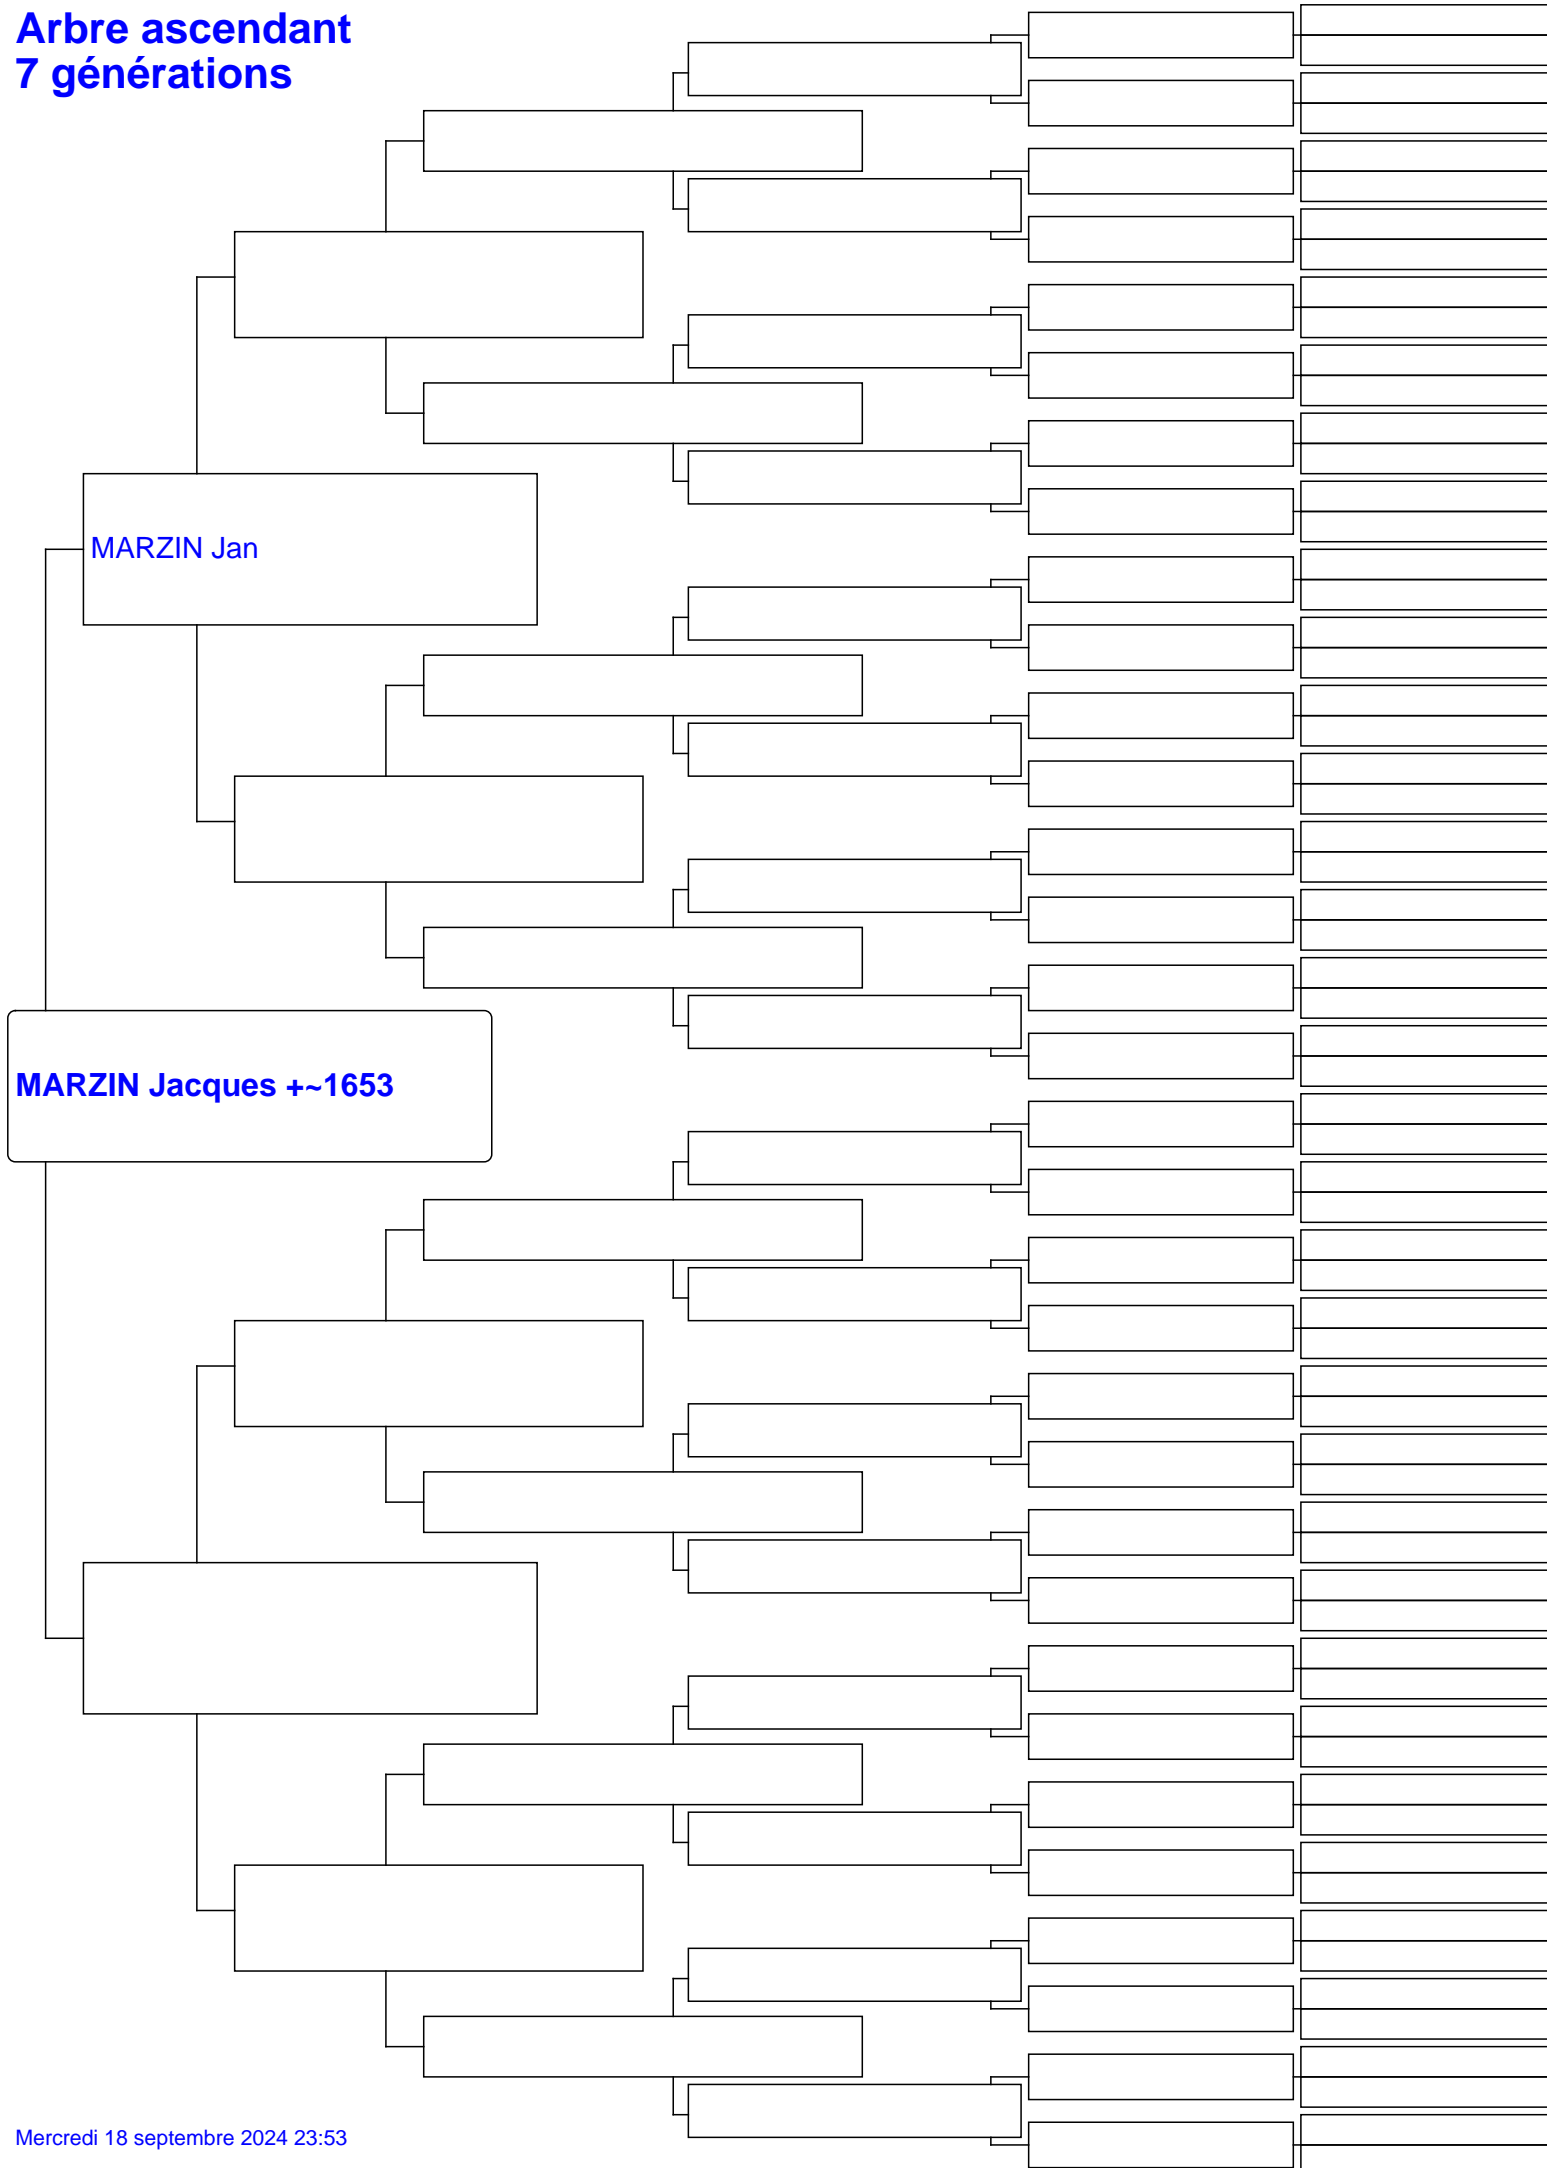 Arbre ascendant
7 générations
MARZIN Jan
MARZIN Jacques +~1653
Mercredi 18 septembre 2024 23:53